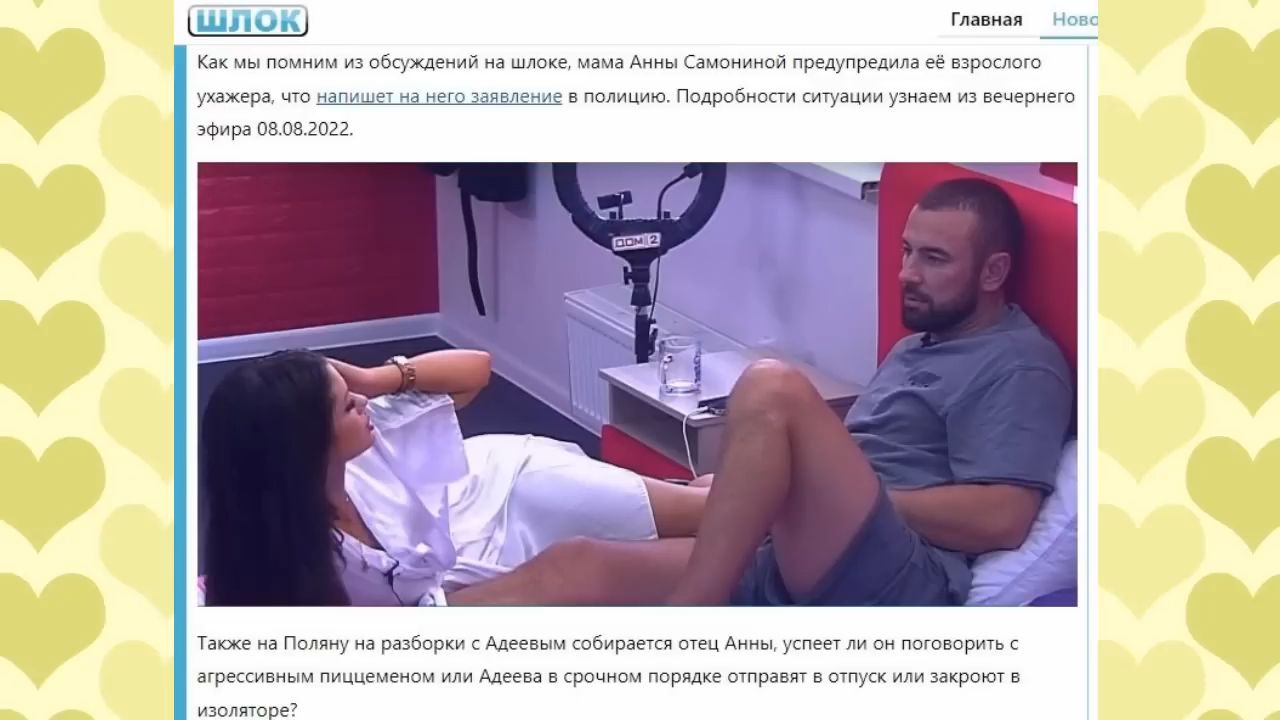 ШЛОК
Главная Ново
Как мы помним из обсуждений на шлоке, мама Анны Самониной предупредила её взрослого
ухажера, что напишет на него заявление в полицию. Подробности ситуации узнаем из вечернего
эфира 08.08.2022.
ДОМ 2
Также на Поляну на разборки с Адеевым собирается отец Анны, успеет ли он поговорить с
агрессивным пиццеменом или Адеева в срочном порядке отправят в отпуск или закроют в
изоляторе?